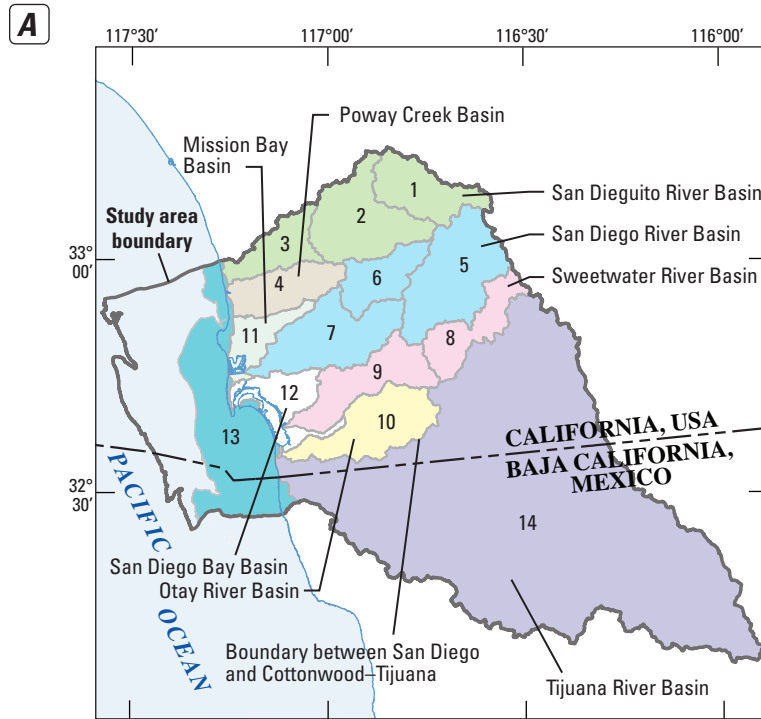 A
117°30′
117°00′
116°30′
116°00′
Poway Creek Basin
Mission Bay
Basin
San Dieguito River Basin
Study area
boundary
San Diego River Basin
Sweetwater River Basin
33°
00′
1
2
3
4
5
6
7
8
9
10
11
12
13
14
CALIFORNIA, USA
BAJA CALIFORNIA,
MEXICO
32°
30′
PACIFIC
OCEAN
San Diego Bay Basin
Otay River Basin
Boundary between San Diego
and Cottonwood–Tijuana
Tijuana River Basin